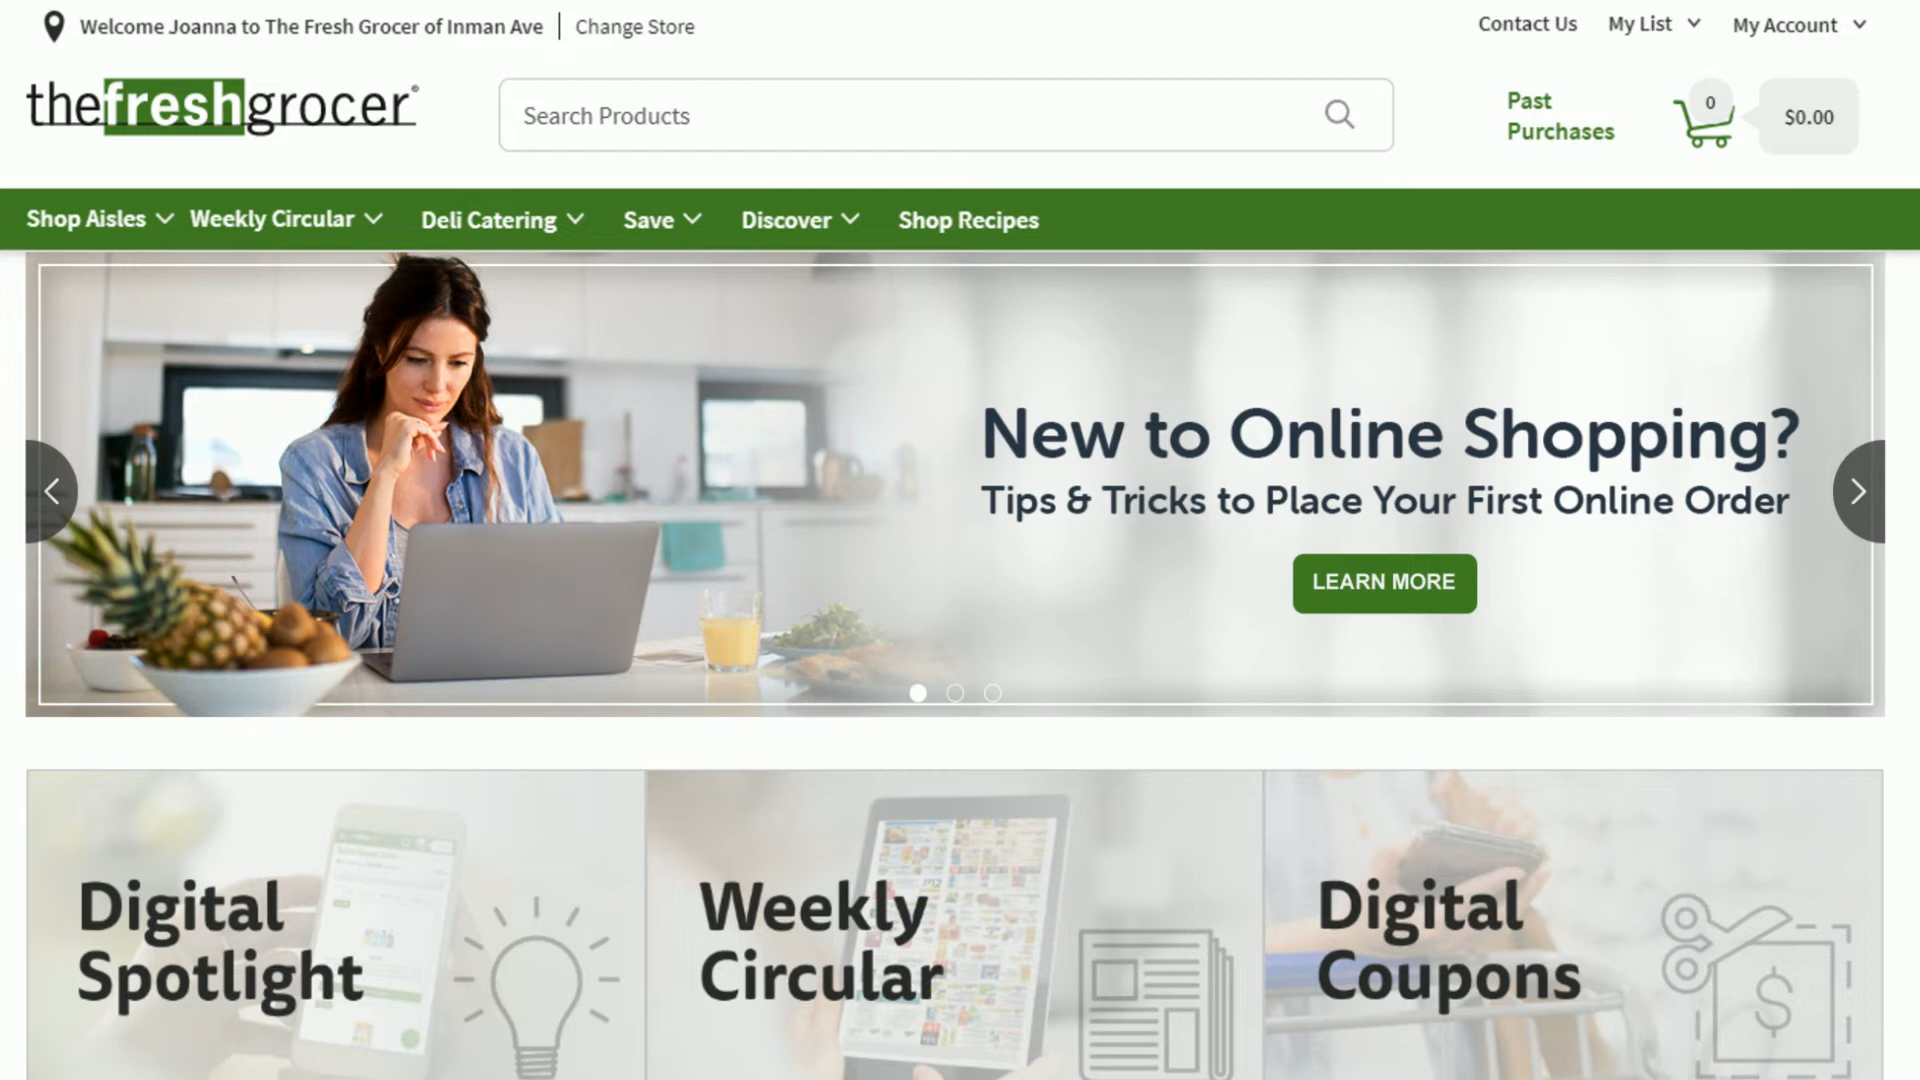 Welcome Joanna to The Fresh Grocer of Inman Ave | Change Store
Contact Us
My List
My Account
thefreshgrocer®
Search Products
Past
Purchases
0
$0.00
Shop Aisles
Weekly Circular
Deli Catering
Save
Discover
Shop Recipes
New to Online Shopping?
Tips & Tricks to Place Your First Online Order
LEARN MORE
Digital
Spotlight
Weekly
Circular
Digital
Coupons
$